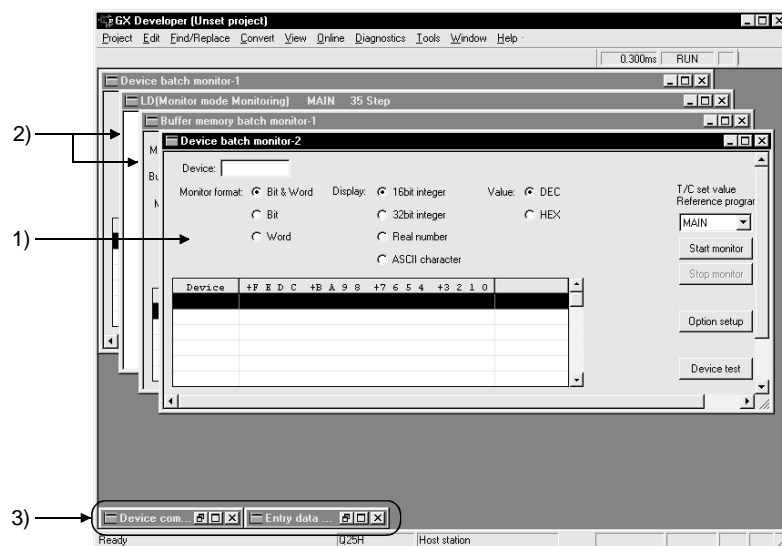 GX Developer (Unset project)
Project Edit Find/Replace Convert View Online Diagnostics Tools Window Help
0.300ms RUN
Device batch monitor-1
LD(Monitor mode Monitoring) MAIN 35 Step
Buffer memory batch monitor-1
2)
Device batch monitor-2
M
Device:
Bu
T/C set value
Monitor format: Bit & Word Display: 16bit integer Value: DEC
Reference program
M
Bit 32bit integer HEX
MAIN
1)
Word Real number
Start monitor
ASCII character
Stop monitor
Device +F E D C +B A 9 8 +7 6 5 4 +3 2 1 0
Option setup
Device test
3)
Device com... Entry data ...
Ready Q25H Host station